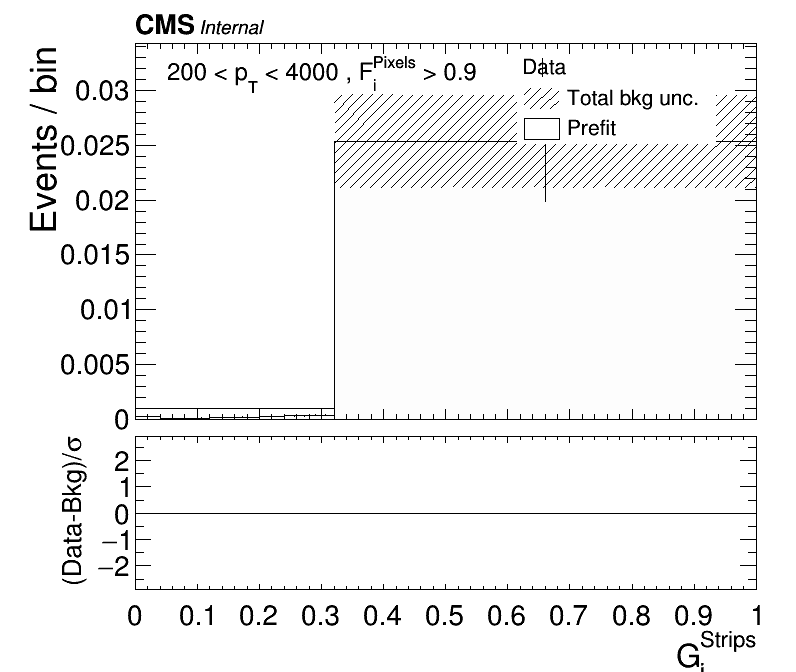 CMS Internal
200 < p_T < 4000 , F_i^Pixels > 0.9
Data
Total bkg unc.
Prefit
Events / bin
0.03
0.025
0.02
0.015
0.01
0.005
0
(Data-Bkg)/σ
2
1
0
−1
−2
0 0.1 0.2 0.3 0.4 0.5 0.6 0.7 0.8 0.9 1
G_i^Strips